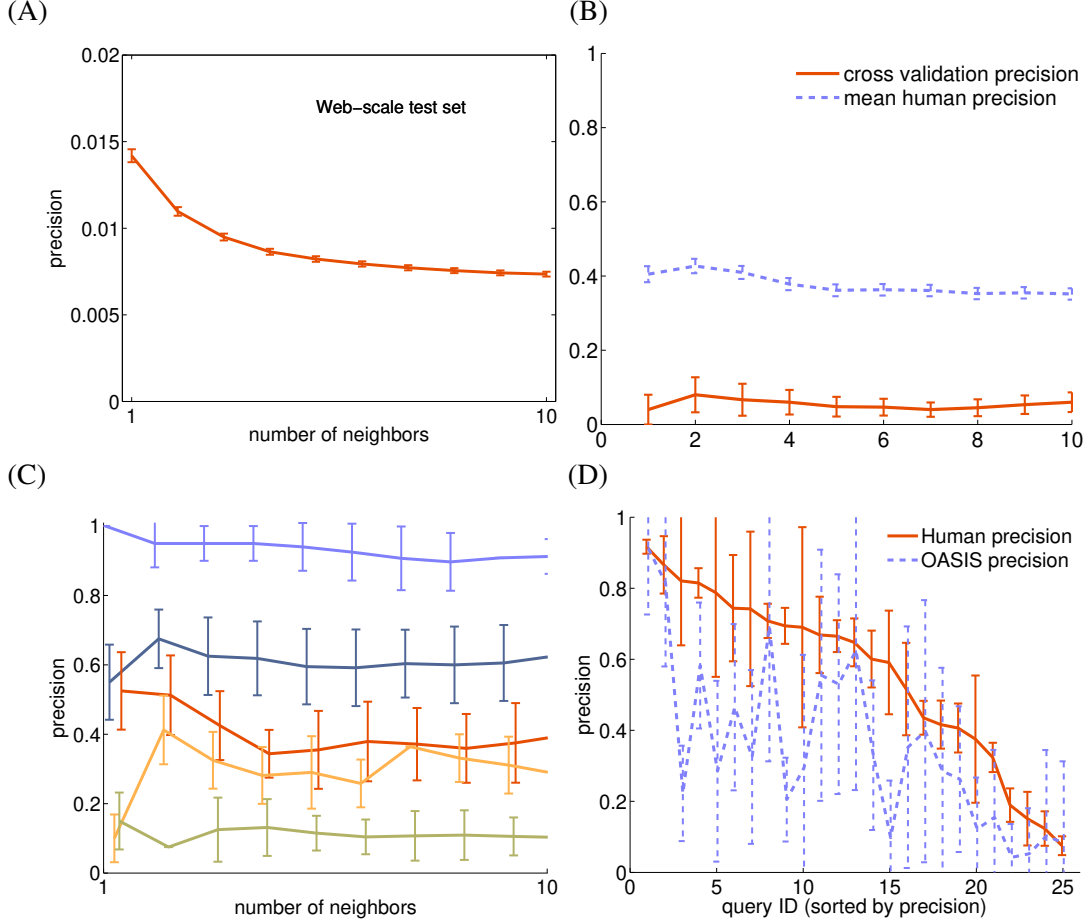 (A)
0.02
0.015
0.01
0.005
0
precision
Web−scale test set
1
10
number of neighbors
(B)
1
0.8
0.6
0.4
0.2
0
cross validation precision
mean human precision
0
2
4
6
8
10
(C)
1
0.8
0.6
0.4
0.2
0
precision
1
10
number of neighbors
(D)
1
0.8
0.6
0.4
0.2
0
precision
Human precision
OASIS precision
0
5
10
15
20
25
query ID (sorted by precision)